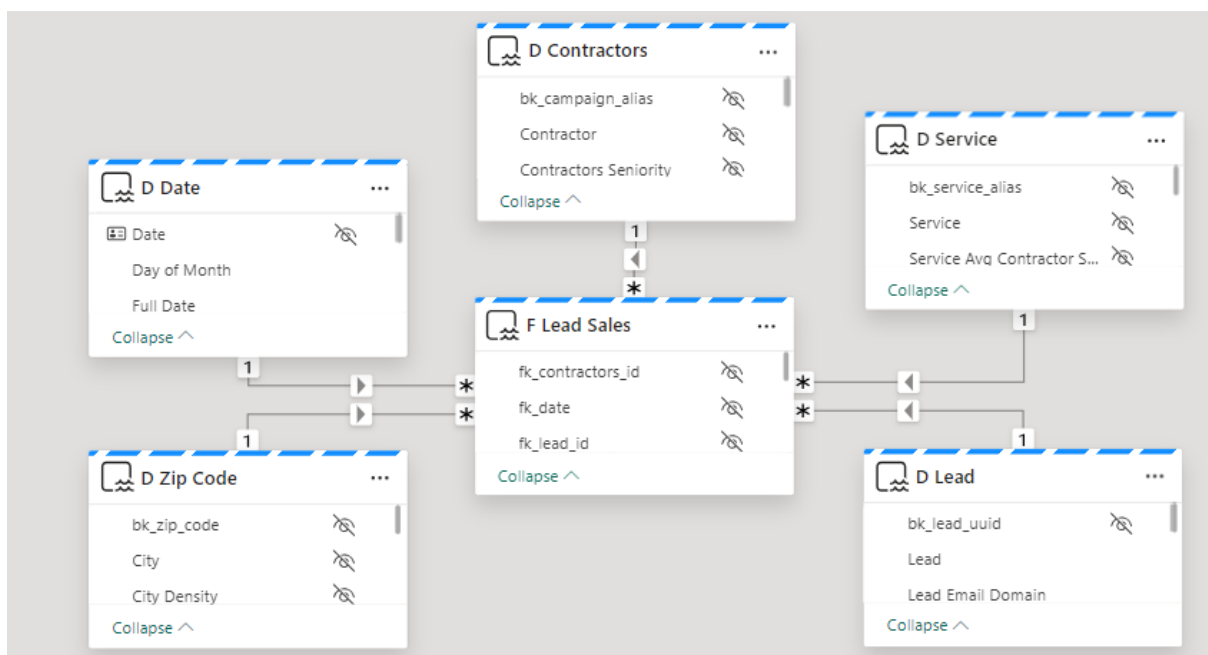 D Contractors
bk_campaign_alias
Contractor
Contractors Seniority
Collapse
D Service
bk_service_alias
Service
Service Avg Contractor S...
Collapse
D Date
Date
Day of Month
Full Date
Collapse
1
*
1
1
*
*
F Lead Sales
fk_contractors_id
fk_date
fk_lead_id
Collapse
*
*
1
1
D Zip Code
bk_zip_code
City
City Density
Collapse
D Lead
bk_lead_uuid
Lead
Lead Email Domain
Collapse